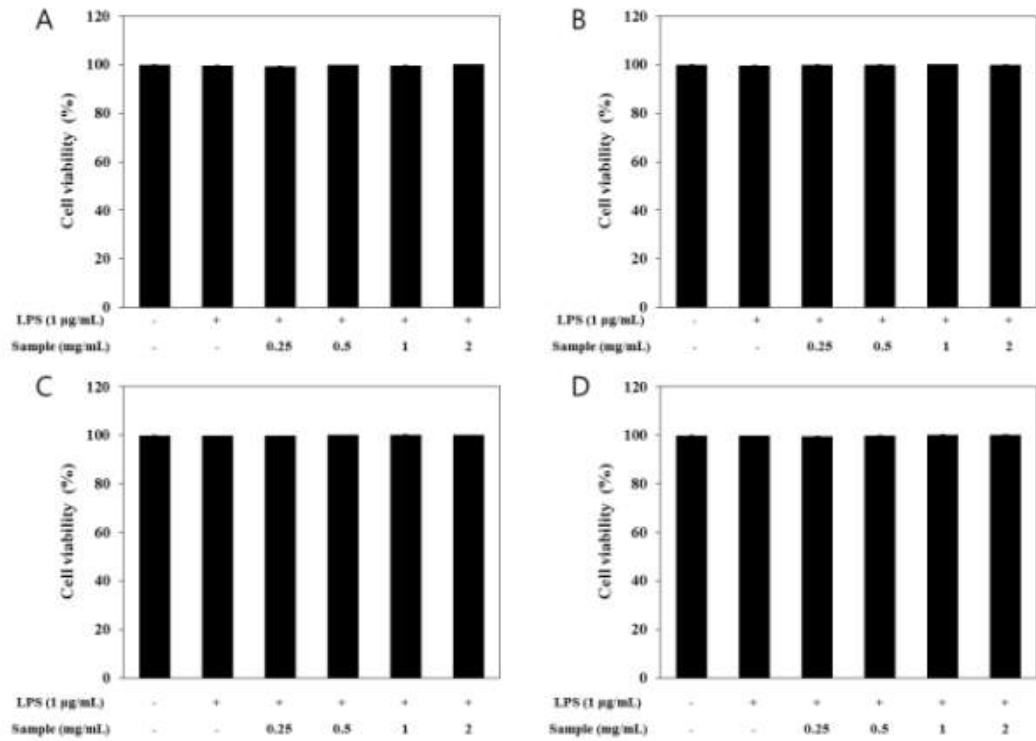 A
B
120
100
80
60
40
20
0
Cell viability (%)
LPS (1 μg/mL) - + + + + +
Sample (mg/mL) - - 0.25 0.5 1 2
120
100
80
60
40
20
0
Cell viability (%)
LPS (1 μg/mL) - + + + + +
Sample (mg/mL) - - 0.25 0.5 1 2
C
D
120
100
80
60
40
20
0
Cell viability (%)
LPS (1 μg/mL) - + + + + +
Sample (mg/mL) - - 0.25 0.5 1 2
120
100
80
60
40
20
0
Cell viability (%)
LPS (1 μg/mL) - + + + + +
Sample (mg/mL) - - 0.25 0.5 1 2